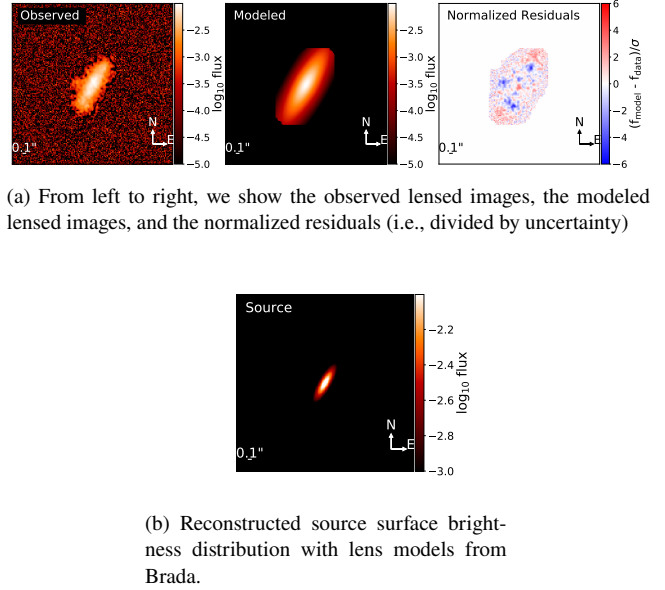 Observed
Modeled
Normalized Residuals
−2.5
−3.0
−3.5
−4.0
−4.5
−5.0
log10 flux
N
E
0.1"
−2.5
−3.0
−3.5
−4.0
−4.5
−5.0
log10 flux
N
E
0.1"
6
4
2
0
−2
−4
−6
(fmodel - fdata)/σ
N
E
0.1"
(a) From left to right, we show the observed lensed images, the modeled
lensed images, and the normalized residuals (i.e., divided by uncertainty)
Source
−2.2
−2.4
−2.6
−2.8
−3.0
log10 flux
N
E
0.1"
(b) Reconstructed source surface bright-
ness distribution with lens models from
Brada.